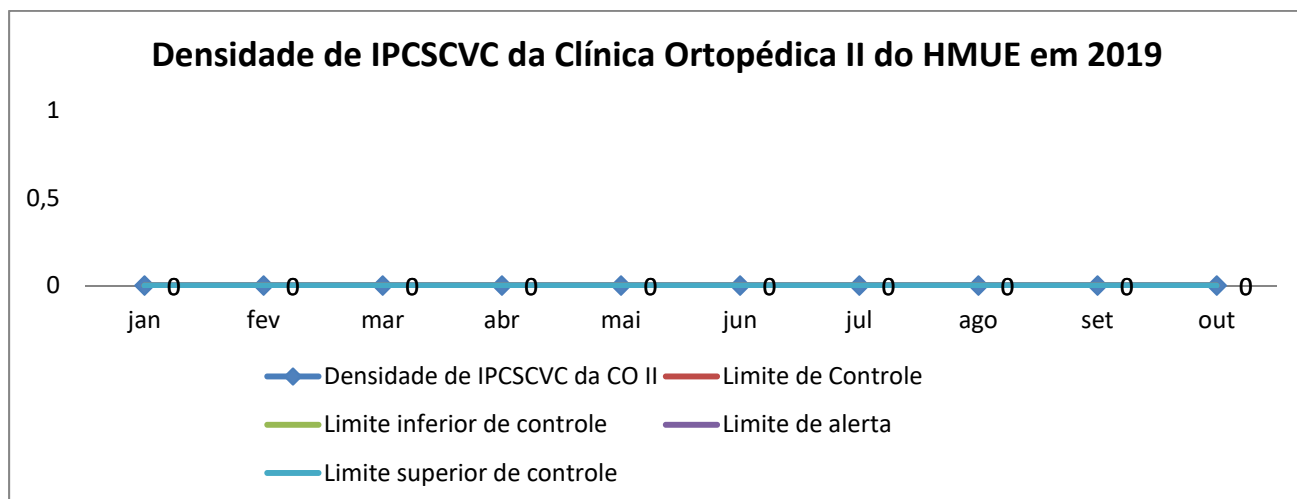 Densidade de IPCSCVC da Clínica Ortopédica II do HMUE em 2019
1
0,5
0
0 0 0 0 0 0 0 0 0 0
jan fev mar abr mai jun jul ago set out
Densidade de IPCSCVC da CO II Limite de Controle
Limite inferior de controle Limite de alerta
Limite superior de controle